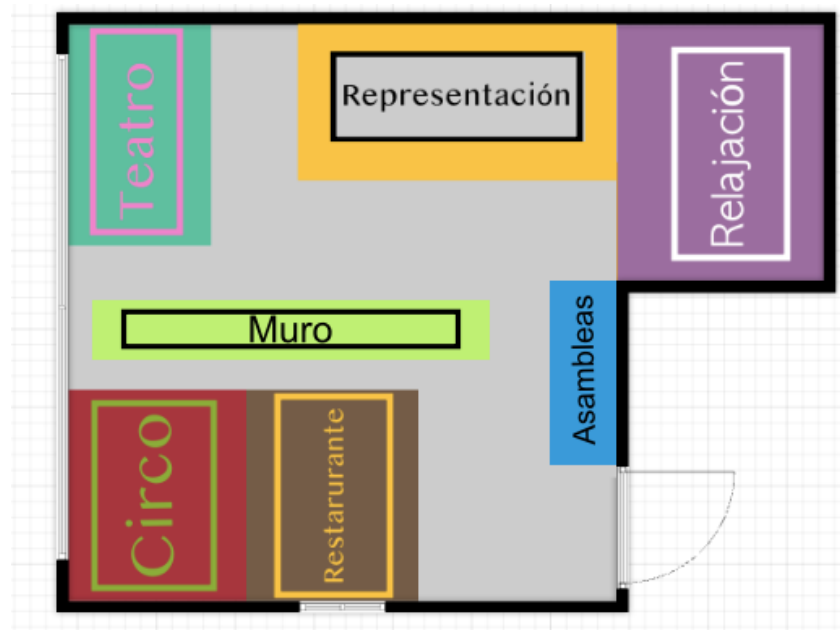 Teatro
Representación
Relajación
Muro
Asambleas
Circo
Restarurante